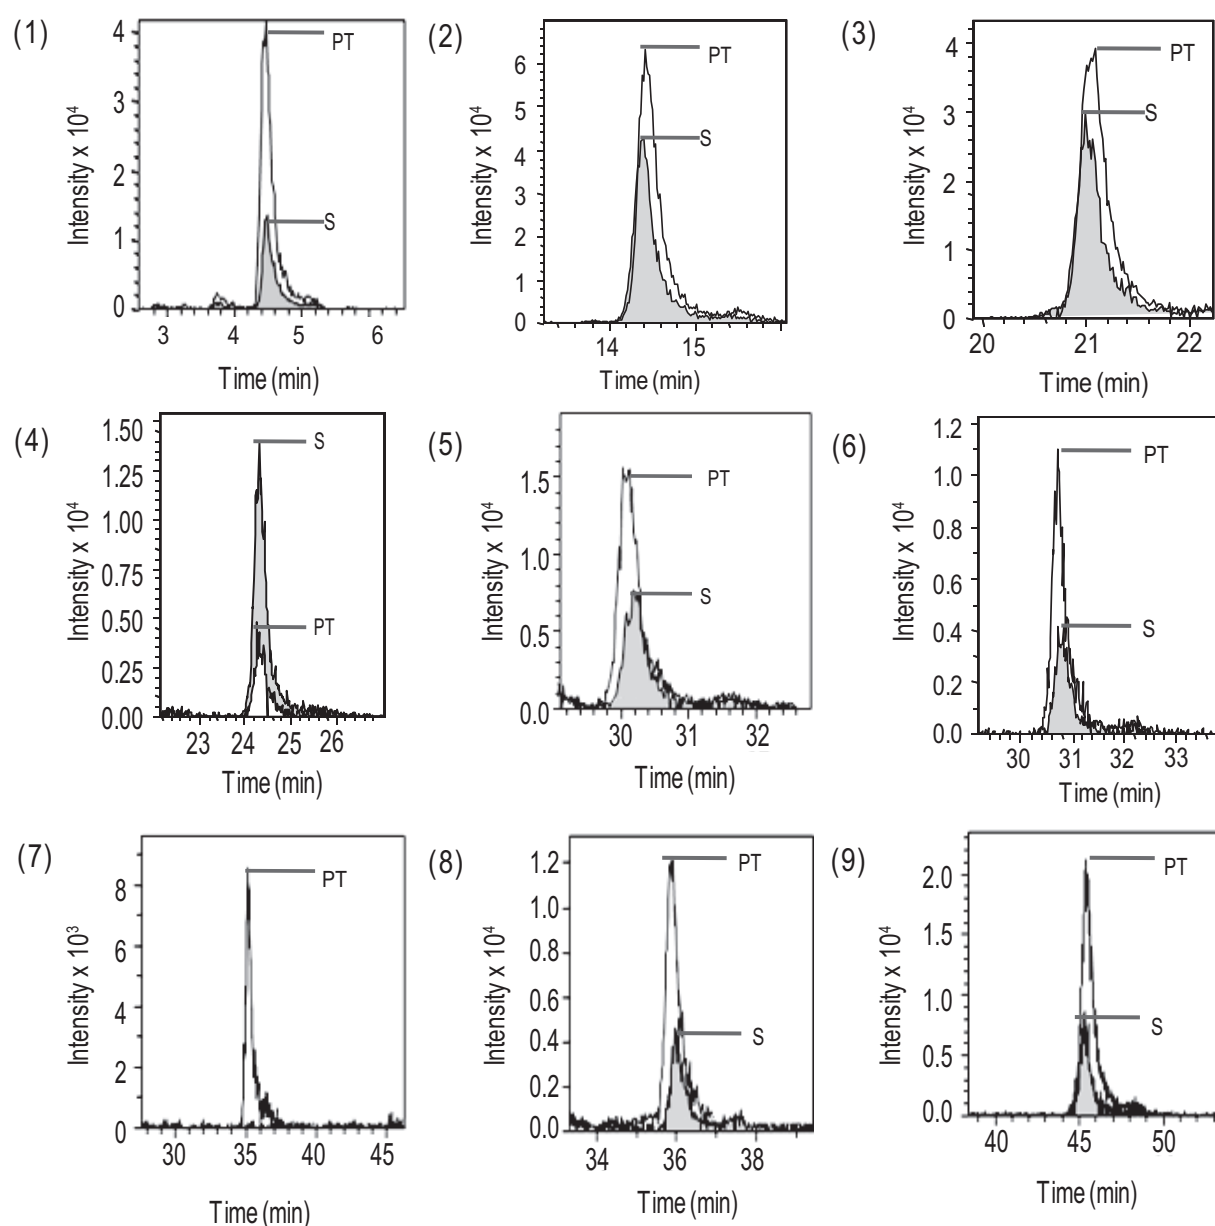 (1)
4
3
2
1
0
Intensity x 10⁴
PT
S
3 4 5 6
Time (min)
(2)
6
5
4
3
2
1
0
Intensity x 10⁴
PT
S
14 15
Time (min)
(3)
4
3
2
1
0
Intensity x 10⁴
PT
S
20 21 22
Time (min)
(4)
1.50
1.25
1.00
0.75
0.50
0.25
0.00
Intensity x 10⁴
S
PT
23 24 25 26
Time (min)
(5)
1.5
1.0
0.5
0.0
Intensity x 10⁴
PT
S
30 31 32
Time (min)
(6)
1.2
1.0
0.8
0.6
0.4
0.2
0.0
Intensity x 10⁴
PT
S
30 31 32 33
Time (min)
(7)
8
6
4
2
0
Intensity x 10³
PT
30 35 40 45
Time (min)
(8)
1.2
1.0
0.8
0.6
0.4
0.2
0.0
Intensity x 10⁴
PT
S
34 36 38
Time (min)
(9)
2.0
1.5
1.0
0.5
0.0
Intensity x 10⁴
PT
S
40 45 50
Time (min)